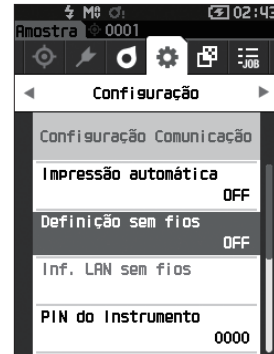 M0 02:43
Amostra 0001
JOB
Configuração
Configuração Comunicação
Impressão automática
OFF
Definição sem fios
OFF
Inf. LAN sem fios
PIN do Instrumento
0000